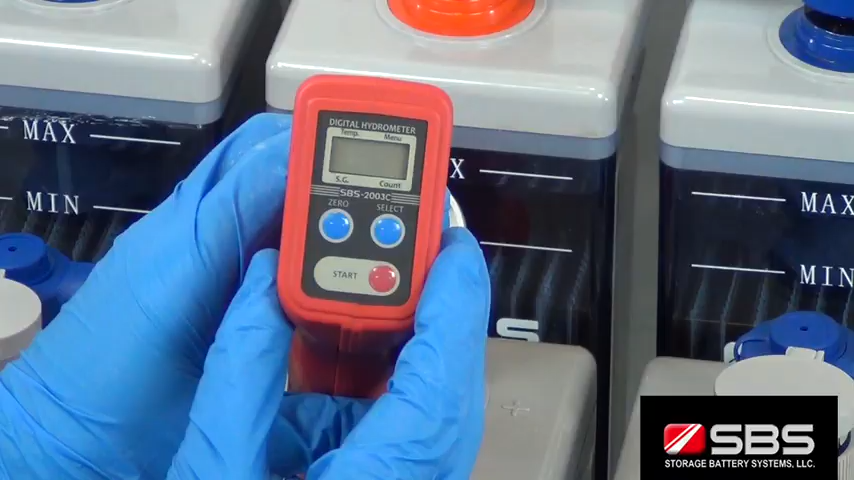 DIGITAL HYDROMETER
Temp. Menu
S.G. Count
SBS-2003C
ZERO SELECT
START
MAX
MIN
X
S
MAX
MIN
SBS
STORAGE BATTERY SYSTEMS, LLC.